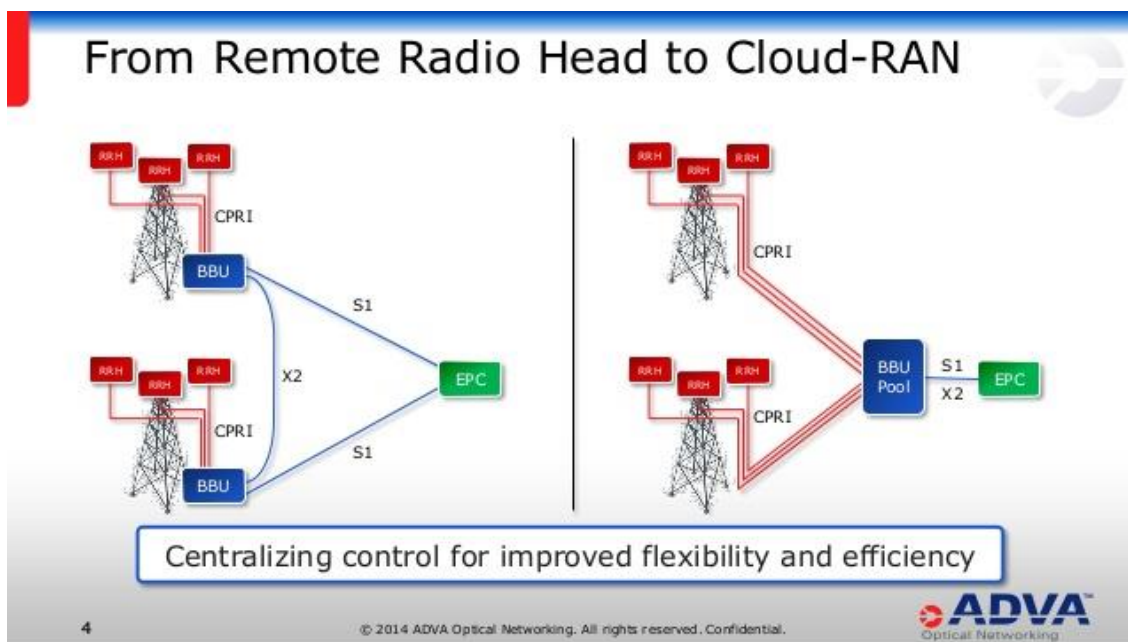 From Remote Radio Head to Cloud-RAN
RRH
RRH
RRH
CPRI
BBU
S1
X2
EPC
RRH
RRH
RRH
CPRI
BBU
S1
RRH
RRH
RRH
CPRI
BBU
Pool
S1
X2
EPC
RRH
RRH
RRH
CPRI
Centralizing control for improved flexibility and efficiency
4
© 2014 ADVA Optical Networking. All rights reserved. Confidential.
ADVA™
Optical Networking